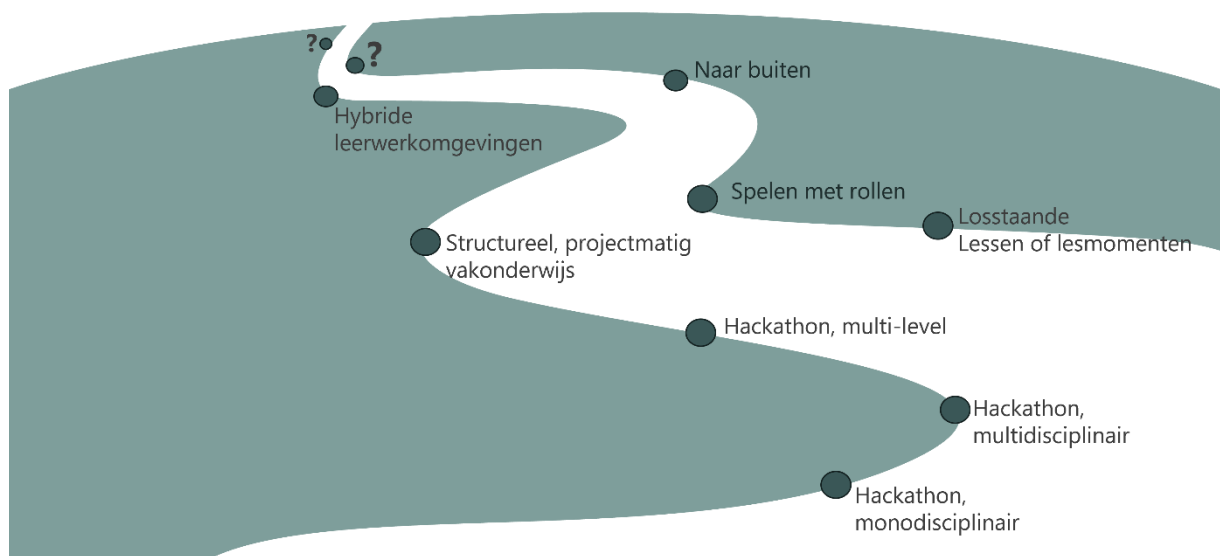 ?
?
Naar buiten
Hybride
leerwerkomgevingen
Spelen met rollen
Losstaande
Lessen of lesmomenten
Structureel, projectmatig
vakonderwijs
Hackathon, multi-level
Hackathon,
multidisciplinair
Hackathon,
monodisciplinair